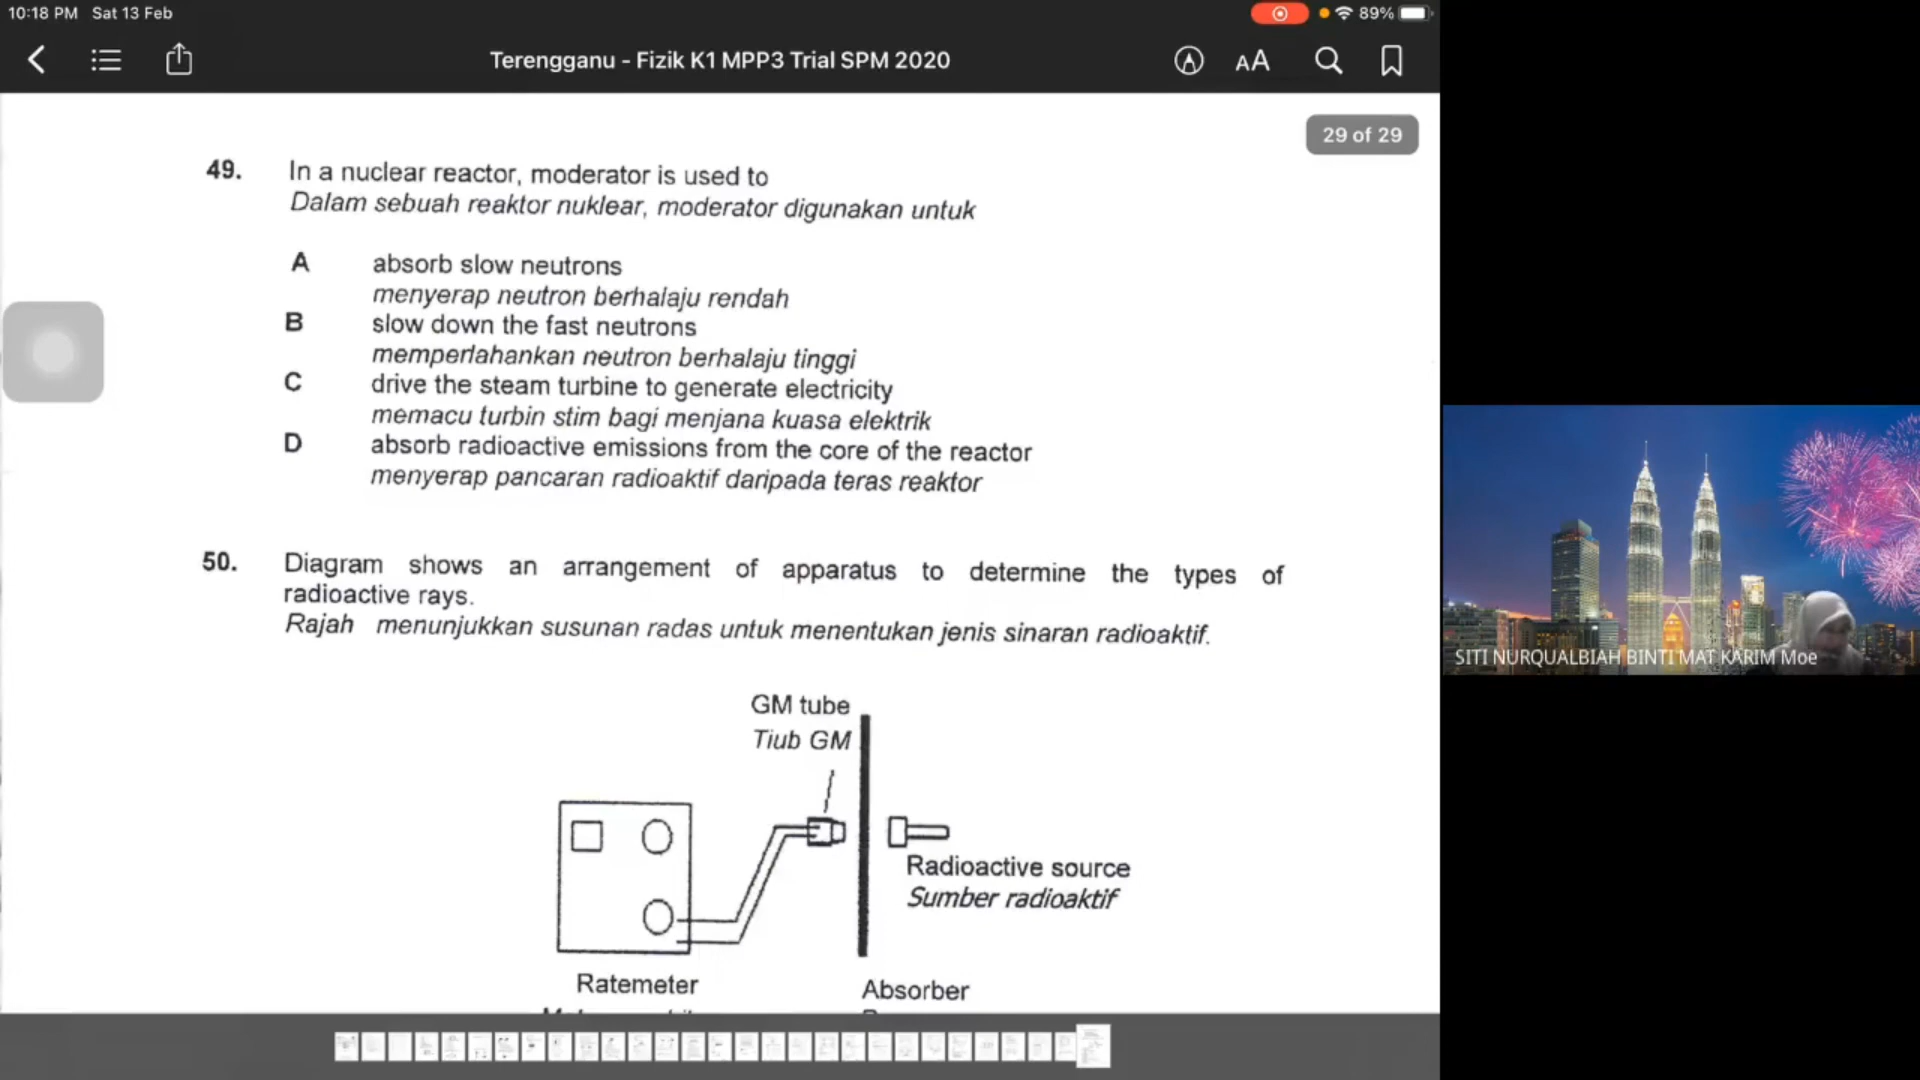 10:18 PM Sat 13 Feb
89%
Terengganu - Fizik K1 MPP3 Trial SPM 2020
AA
29 of 29
49. In a nuclear reactor, moderator is used to
Dalam sebuah reaktor nuklear, moderator digunakan untuk
A absorb slow neutrons
menyerap neutron berhalaju rendah
B slow down the fast neutrons
memperlahankan neutron berhalaju tinggi
C drive the steam turbine to generate electricity
memacu turbin stim bagi menjana kuasa elektrik
D absorb radioactive emissions from the core of the reactor
menyerap pancaran radioaktif daripada teras reaktor
50. Diagram shows an arrangement of apparatus to determine the types of
radioactive rays.
Rajah menunjukkan susunan radas untuk menentukan jenis sinaran radioaktif.
GM tube
Tiub GM
Radioactive source
Sumber radioaktif
Ratemeter
Absorber
SITI NURQUALBIAH BINTI MAT KARIM Moe